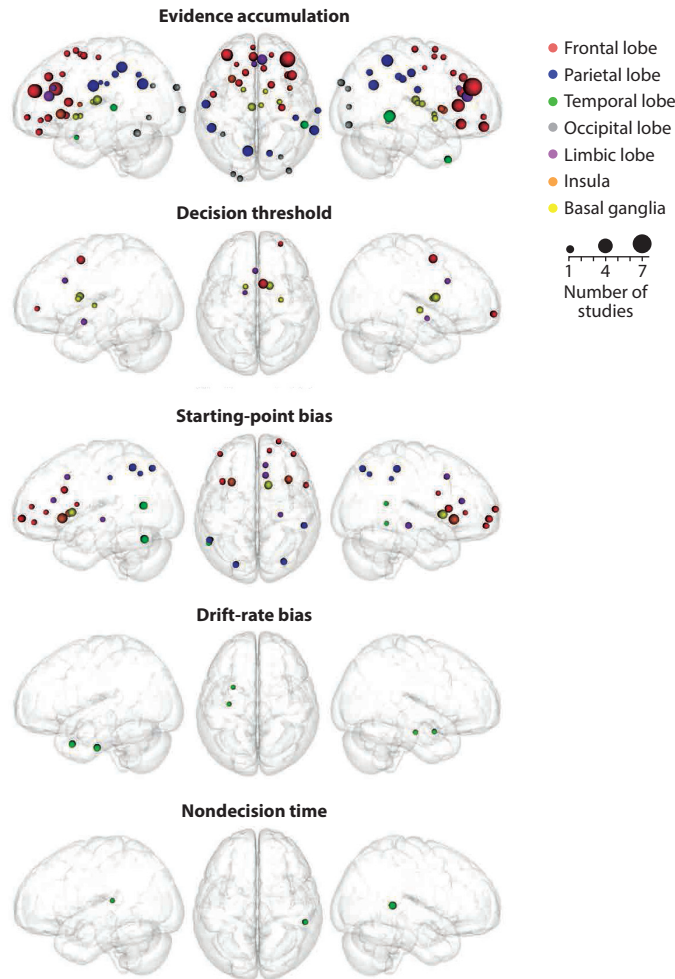 Evidence accumulation
Frontal lobe
Parietal lobe
Temporal lobe
Occipital lobe
Limbic lobe
Insula
Basal ganglia
1 4 7
Number of
studies
Decision threshold
Starting-point bias
Drift-rate bias
Nondecision time